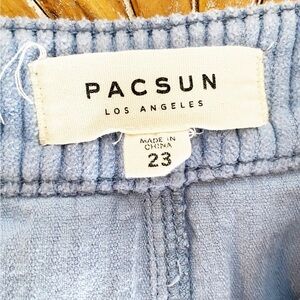 PACSUN
LOS ANGELES
MADE IN
CHINA
23